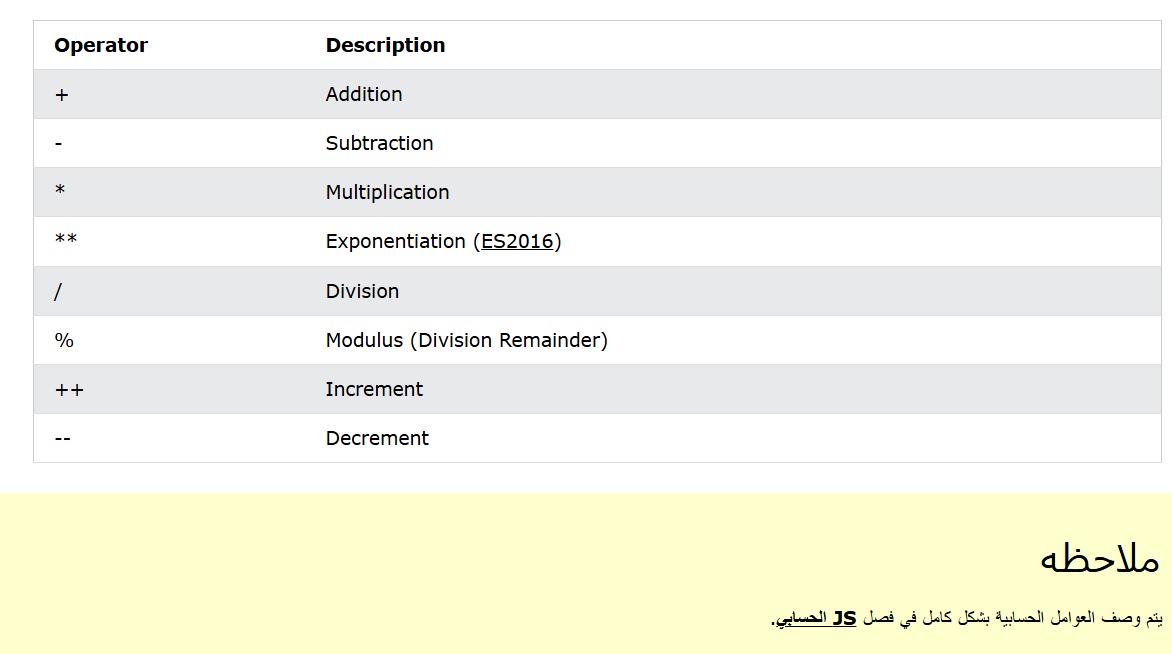 Operator Description
+ Addition
- Subtraction
* Multiplication
** Exponentiation (ES2016)
/ Division
% Modulus (Division Remainder)
++ Increment
-- Decrement
ملاحظه
يتم وصف العوامل الحسابية بشكل كامل في فصل JS الحسابي.